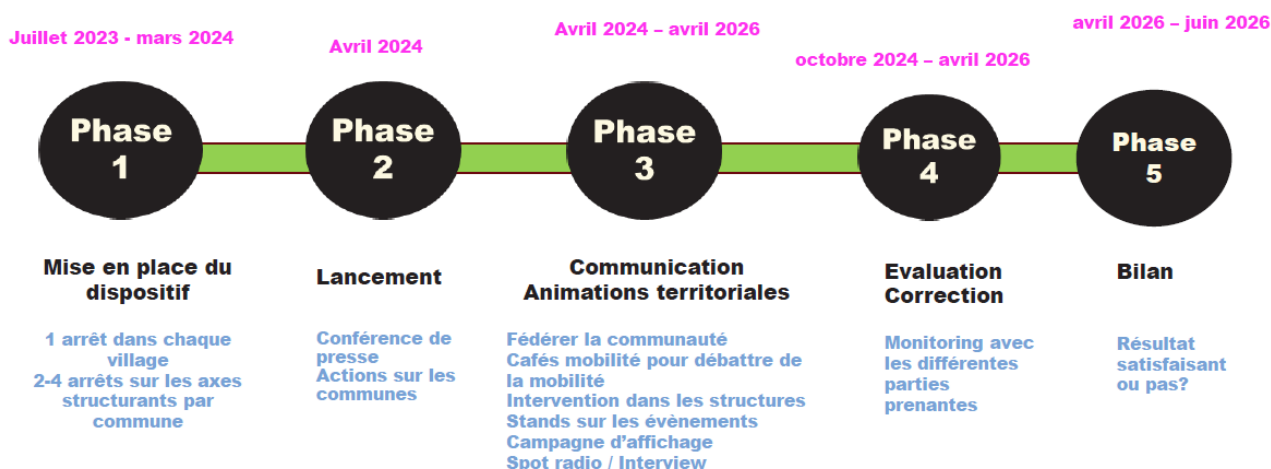 Juillet 2023 - mars 2024
Avril 2024
Avril 2024 – avril 2026
octobre 2024 – avril 2026
avril 2026 – juin 2026
Phase
1
Phase
2
Phase
3
Phase
4
Phase
5
Mise en place du
dispositif
1 arrêt dans chaque
village
2-4 arrêts sur les axes
structurants par
commune
Lancement
Conférence de
presse
Actions sur les
communes
Communication
Animations territoriales
Fédérer la communauté
Cafés mobilité pour débattre de
la mobilité
Intervention dans les structures
Stands sur les évènements
Campagne d'affichage
Spot radio / Interview
Evaluation
Correction
Monitoring avec
les différentes
parties
prenantes
Bilan
Résultat
satisfaisant
ou pas?